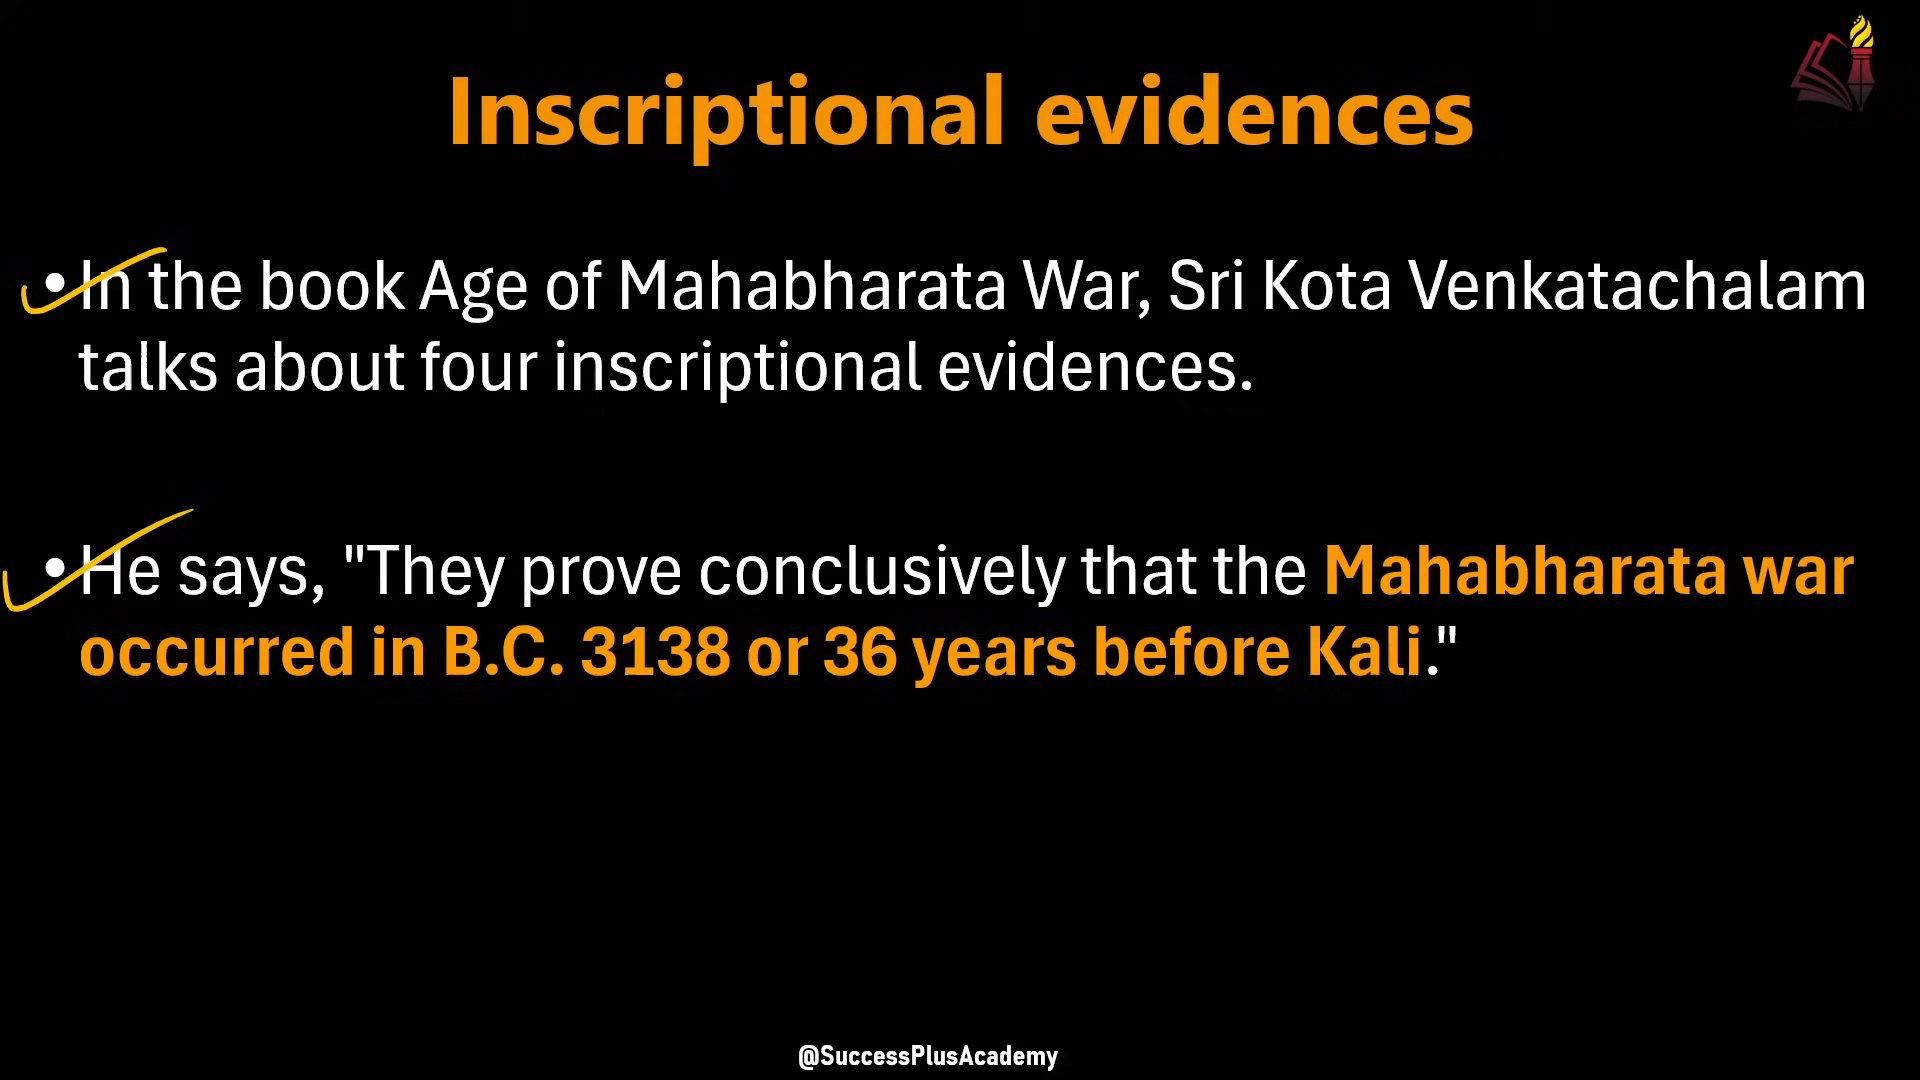 Inscriptional evidences
•In the book Age of Mahabharata War, Sri Kota Venkatachalam
talks about four inscriptional evidences.
•He says, "They prove conclusively that the Mahabharata war
occurred in B.C. 3138 or 36 years before Kali."
@SuccessPlusAcademy